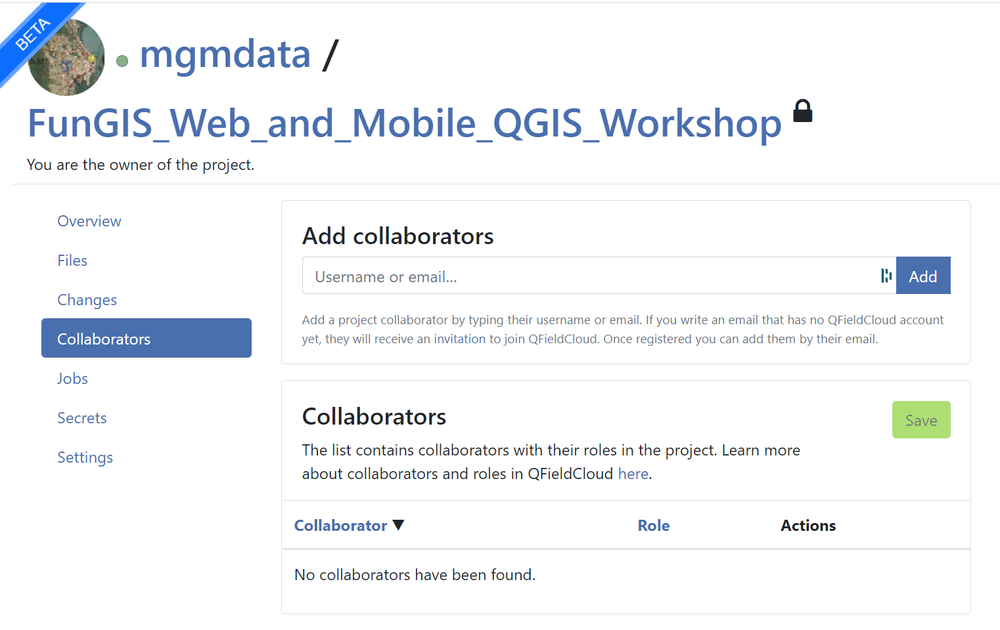 BETA
mgmdata /
FunGIS_Web_and_Mobile_QGIS_Workshop
You are the owner of the project.
Overview
Files
Changes
Collaborators
Jobs
Secrets
Settings
Add collaborators
Username or email...
Add
Add a project collaborator by typing their username or email. If you write an email that has no QFieldCloud account
yet, they will receive an invitation to join QFieldCloud. Once registered you can add them by their email.
Collaborators
Save
The list contains collaborators with their roles in the project. Learn more
about collaborators and roles in QFieldCloud here.
Collaborator ▼ Role Actions
No collaborators have been found.